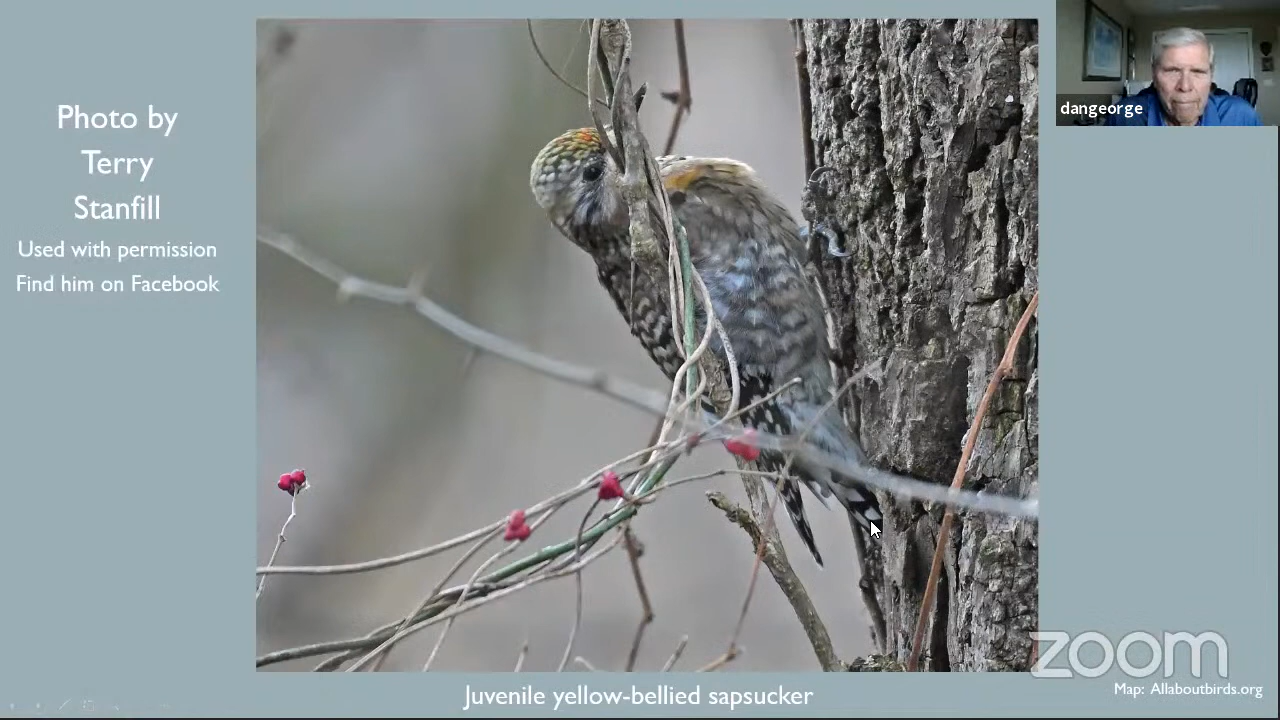 Photo by
Terry
Stanfill
Used with permission
Find him on Facebook
dangeorge
zoom
Map: Allaboutbirds.org
Juvenile yellow-bellied sapsucker